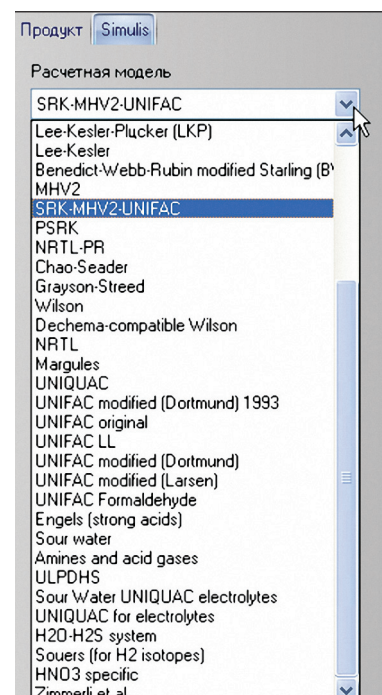 Продукт Simulis
Расчетная модель
SRK-MHV2-UNIFAC
Lee-Kesler-Plцcker (LKP)
Lee-Kesler
Benedict-Webb-Rubin modified Starling (B
MHV2
SRK-MHV2-UNIFAC
PSRK
NRTL-PR
Chao-Seader
Grayson-Streed
Wilson
Dechema-compatible Wilson
NRTL
Margules
UNIQUAC
UNIFAC modified (Dortmund) 1993
UNIFAC original
UNIFAC LL
UNIFAC modified (Dortmund)
UNIFAC modified (Larsen)
UNIFAC Formaldehyde
Engels (strong acids)
Sour water
Amines and acid gases
ULPDHS
Sour Water UNIQUAC electrolytes
UNIQUAC for electrolytes
H2O-H2S system
Souers (for H2 isotopes)
HNO3 specific
Zimmerli et al